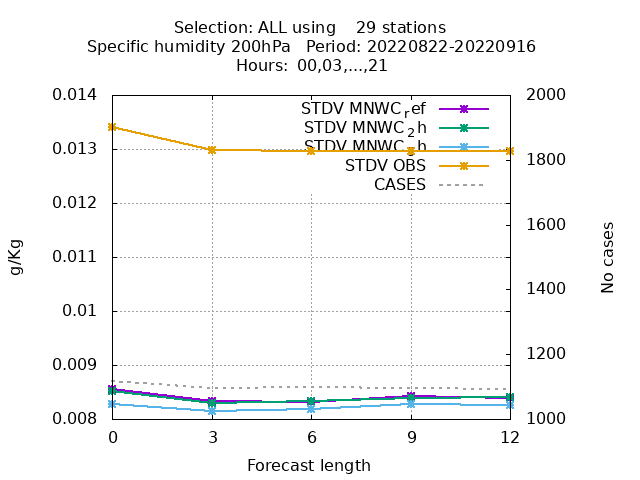 Selection: ALL using 29 stations
Specific humidity 200hPa Period: 20220822-20220916
Hours: 00,03,...,21
0.014
0.013
0.012
0.011
0.01
0.009
0.008
g/Kg
STDV MNWC_ref
STDV MNWC_2h
STDV OBS
CASES
2000
1800
1600
1400
1200
1000
No cases
0 3 6 9 12
Forecast length